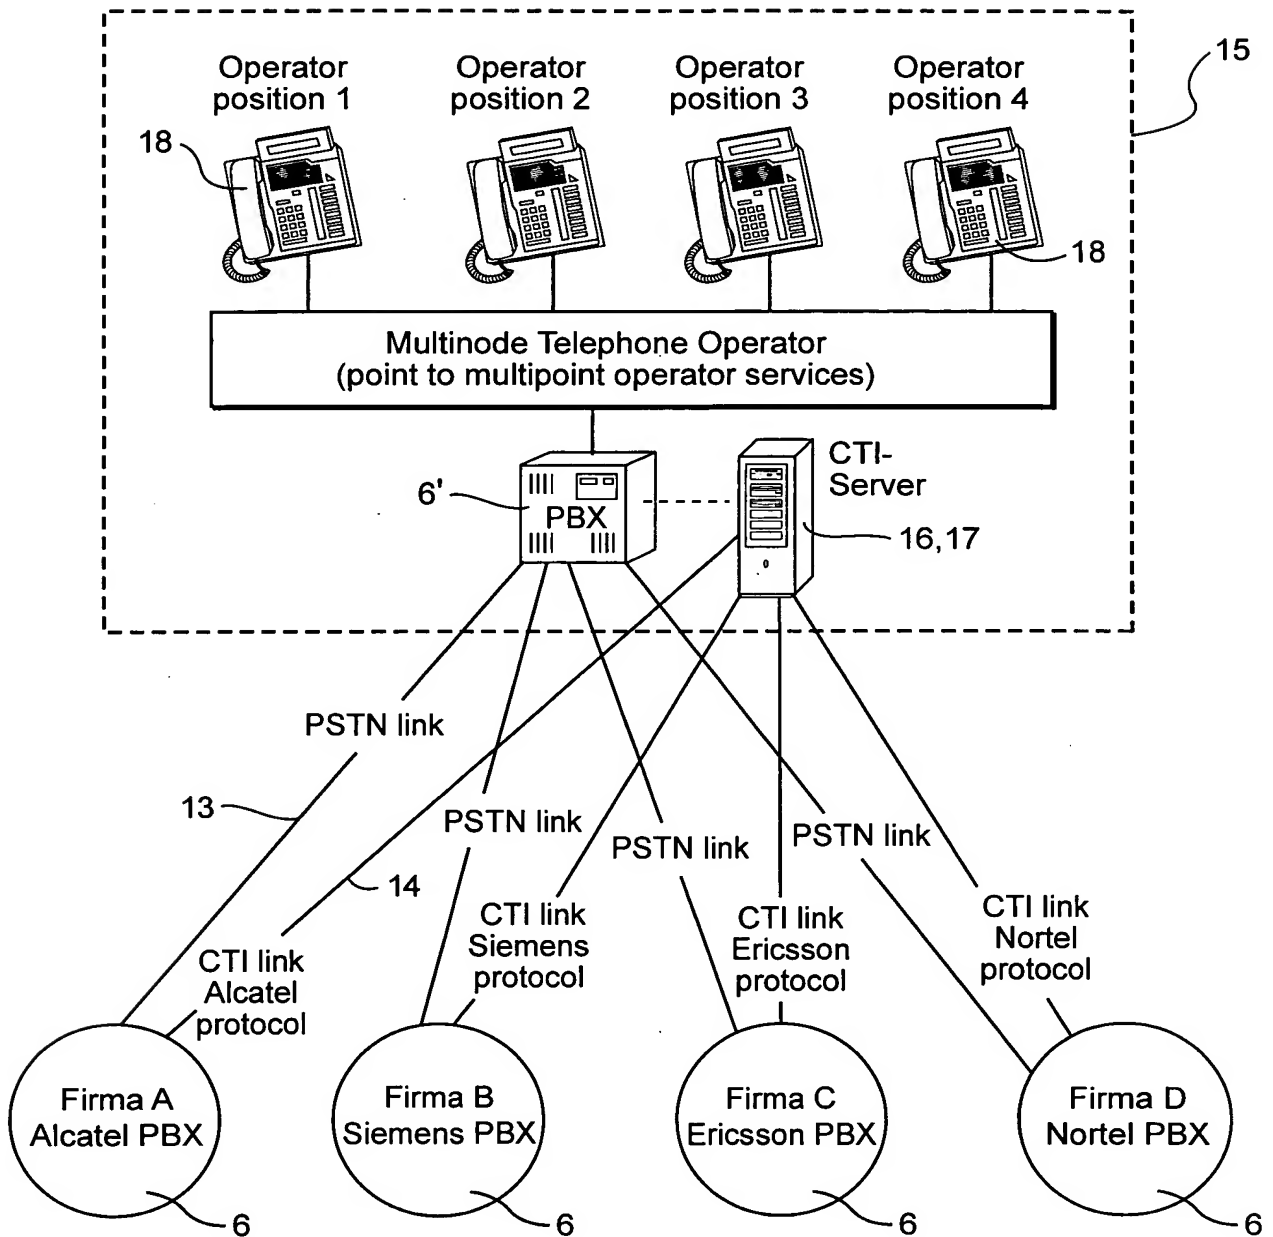 Operator
position 1
Operator
position 2
Operator
position 3
Operator
position 4
15
18
18
Multinode Telephone Operator
(point to multipoint operator services)
CTI-
Server
6'
PBX
16,17
PSTN link
13
PSTN link
PSTN link
PSTN link
14
CTI link
Alcatel
protocol
CTI link
Siemens
protocol
CTI link
Ericsson
protocol
CTI link
Nortel
protocol
Firma A
Alcatel PBX
Firma B
Siemens PBX
Firma C
Ericsson PBX
Firma D
Nortel PBX
6
6
6
6